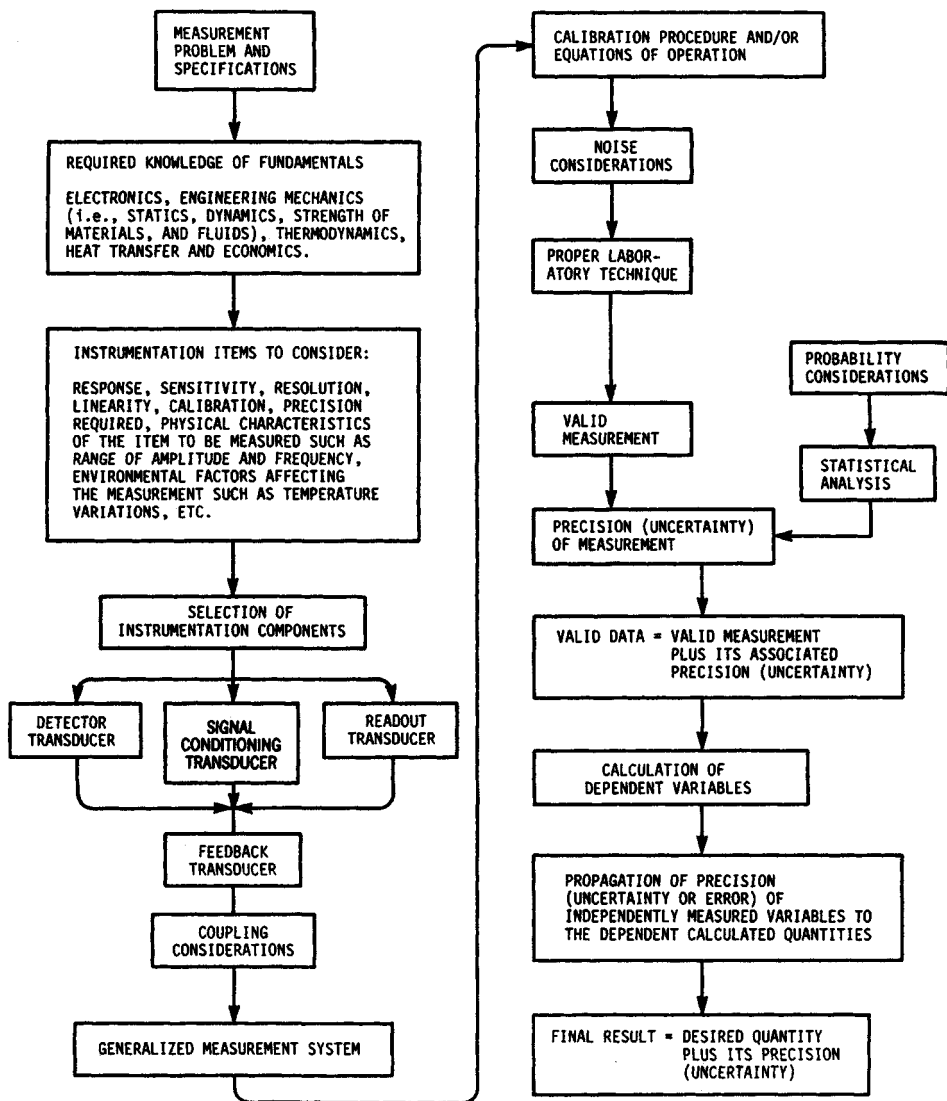 MEASUREMENT
PROBLEM AND
SPECIFICATIONS
REQUIRED KNOWLEDGE OF FUNDAMENTALS
ELECTRONICS, ENGINEERING MECHANICS
(i.e., STATICS, DYNAMICS, STRENGTH OF
MATERIALS, AND FLUIDS), THERMODYNAMICS,
HEAT TRANSFER AND ECONOMICS.
INSTRUMENTATION ITEMS TO CONSIDER:
RESPONSE, SENSITIVITY, RESOLUTION,
LINEARITY, CALIBRATION, PRECISION
REQUIRED, PHYSICAL CHARACTERISTICS
OF THE ITEM TO BE MEASURED SUCH AS
RANGE OF AMPLITUDE AND FREQUENCY,
ENVIRONMENTAL FACTORS AFFECTING
THE MEASUREMENT SUCH AS TEMPERATURE
VARIATIONS, ETC.
SELECTION OF
INSTRUMENTATION COMPONENTS
DETECTOR
TRANSDUCER
SIGNAL
CONDITIONING
TRANSDUCER
READOUT
TRANSDUCER
FEEDBACK
TRANSDUCER
COUPLING
CONSIDERATIONS
GENERALIZED MEASUREMENT SYSTEM
CALIBRATION PROCEDURE AND/OR
EQUATIONS OF OPERATION
NOISE
CONSIDERATIONS
PROPER LABOR-
ATORY TECHNIQUE
VALID
MEASUREMENT
PROBABILITY
CONSIDERATIONS
STATISTICAL
ANALYSIS
PRECISION (UNCERTAINTY)
OF MEASUREMENT
VALID DATA = VALID MEASUREMENT
PLUS ITS ASSOCIATED
PRECISION (UNCERTAINTY)
CALCULATION OF
DEPENDENT VARIABLES
PROPAGATION OF PRECISION
(UNCERTAINTY OR ERROR) OF
INDEPENDENTLY MEASURED VARIABLES TO
THE DEPENDENT CALCULATED QUANTITIES
FINAL RESULT = DESIRED QUANTITY
PLUS ITS PRECISION
(UNCERTAINTY)